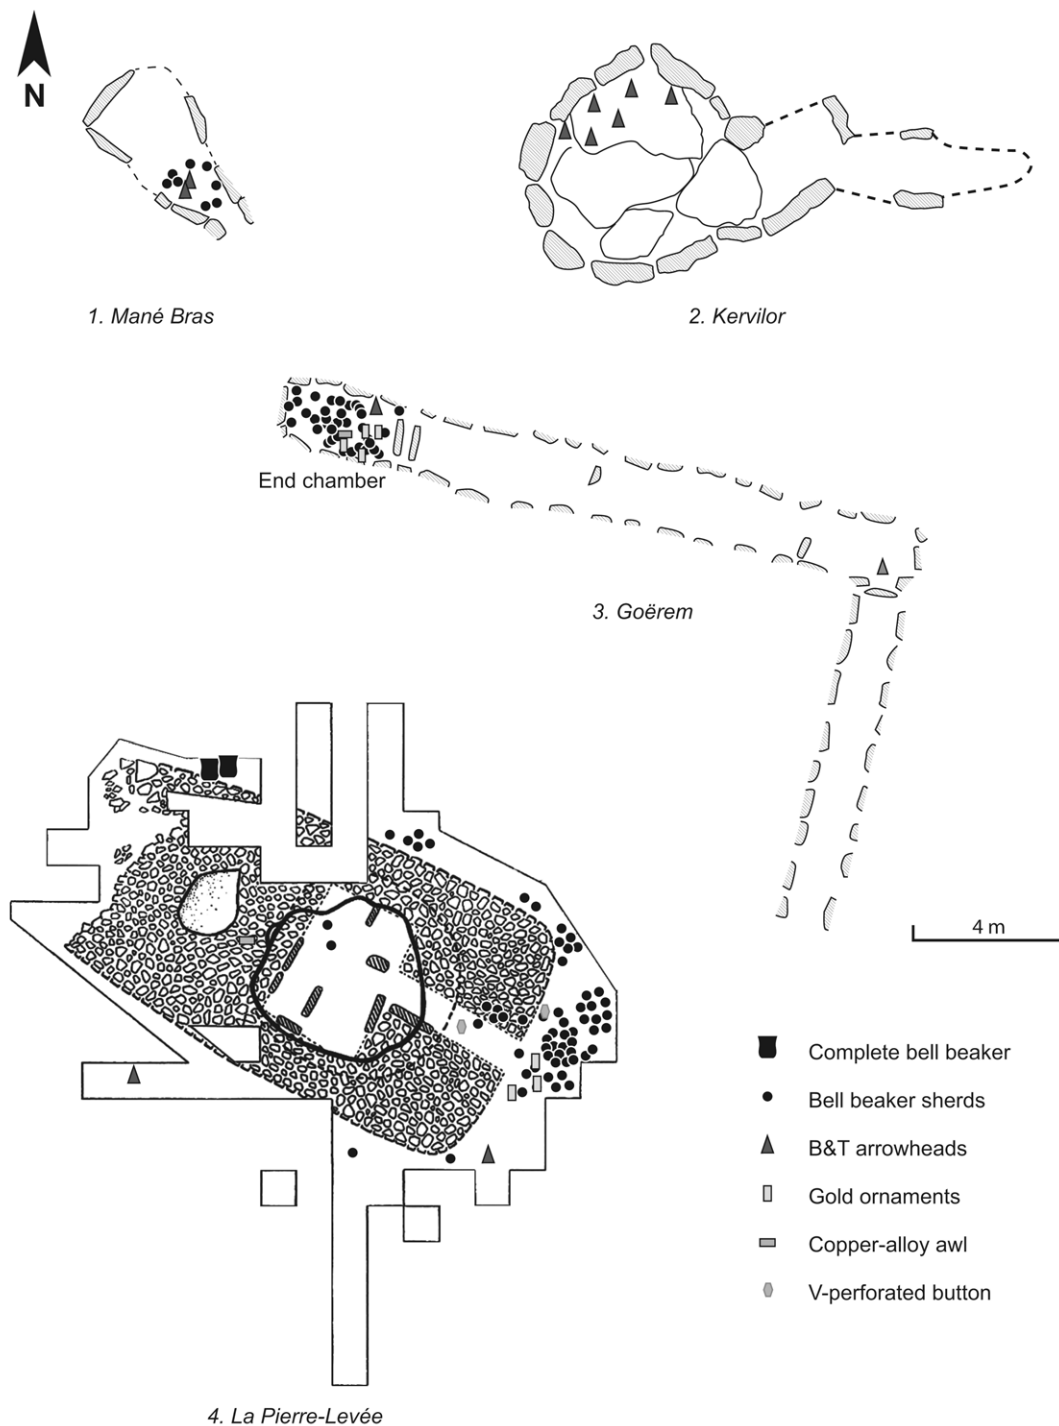 N
1. Mané Bras
2. Kervilor
End chamber
3. Goërem
4 m
Complete bell beaker
Bell beaker sherds
B&T arrowheads
Gold ornaments
Copper-alloy awl
V-perforated button
4. La Pierre-Levée